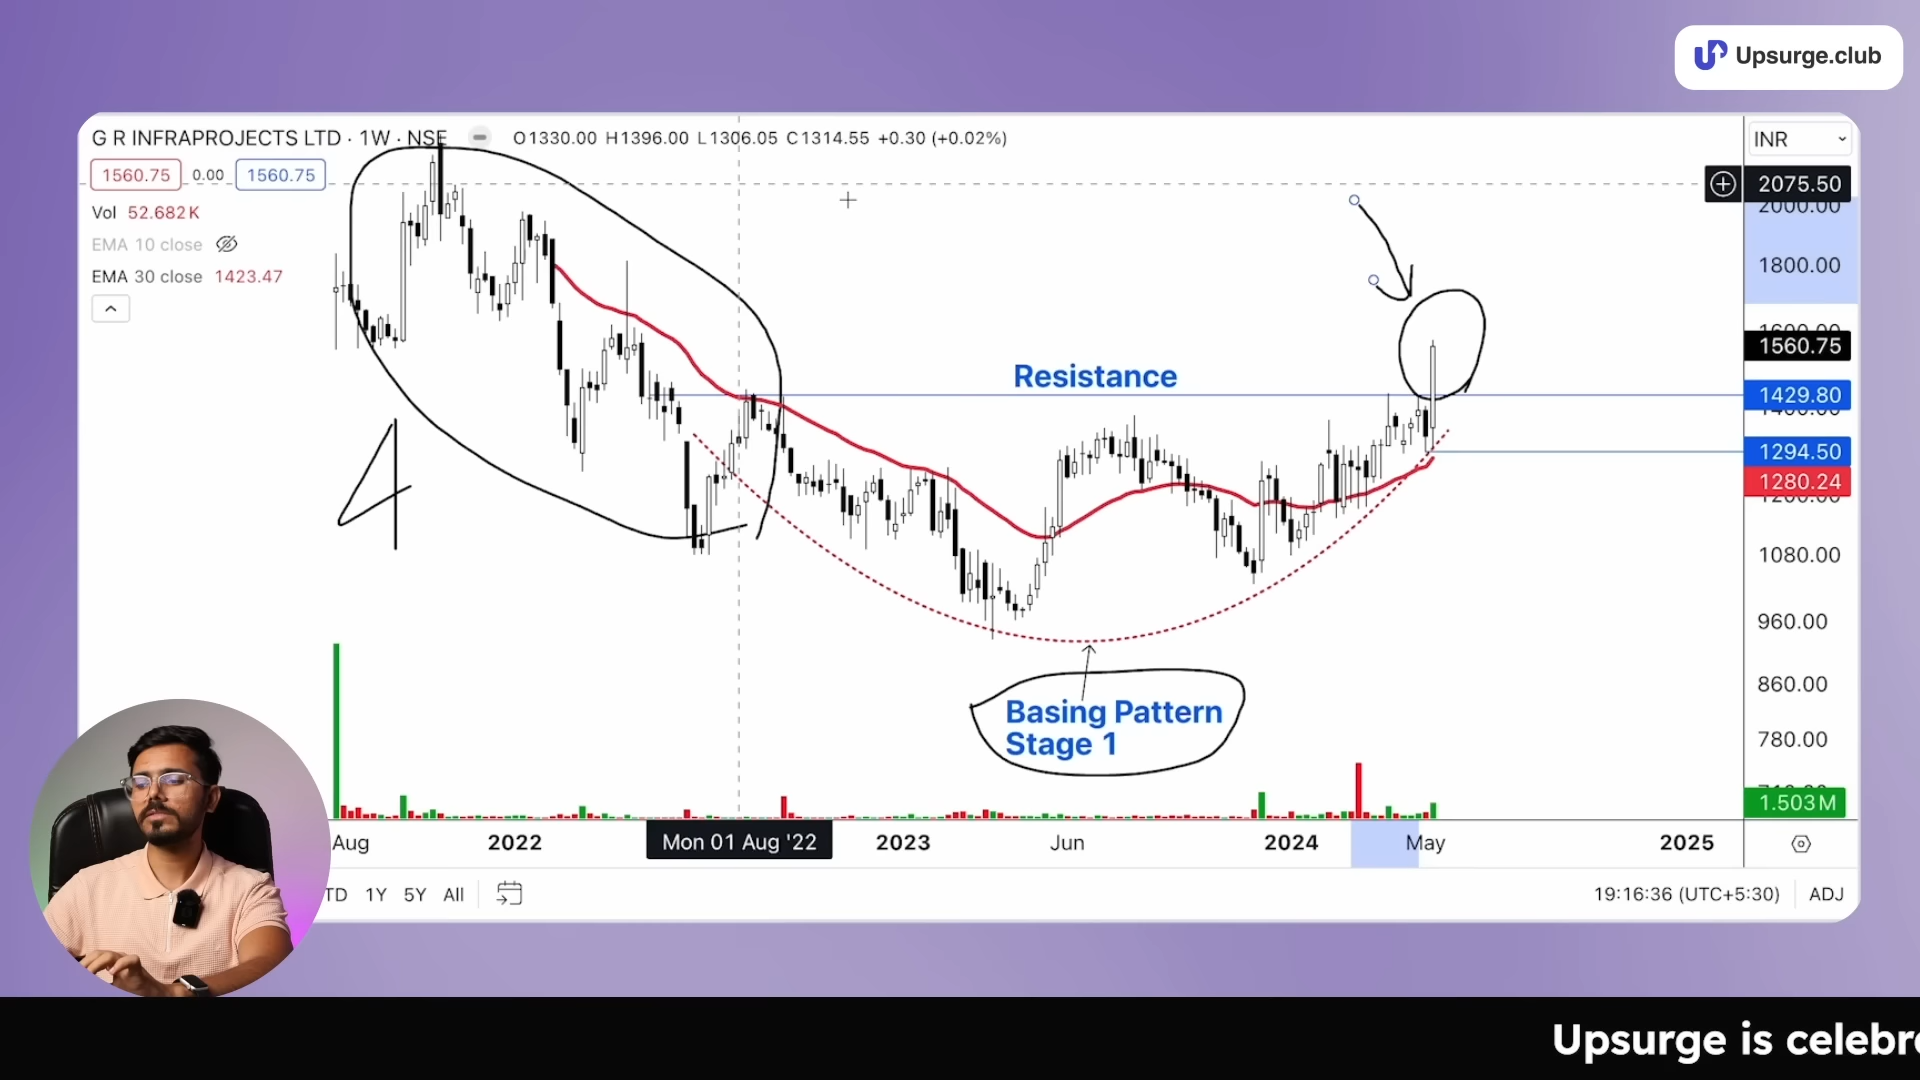 Upsurge.club
G R INFRAPROJECTS LTD · 1W · NSE O1330.00 H1396.00 L1306.05 C1314.55 +0.30 (+0.02%)
INR
1560.75 0.00 1560.75
2075.50
2000.00
Vol 52.682K
EMA 10 close
1800.00
EMA 30 close 1423.47
1560.75
Resistance
1429.80
4
1294.50
1280.24
1080.00
960.00
860.00
Basing Pattern
Stage 1
780.00
1.503M
Aug 2022 Mon 01 Aug '22 2023 Jun 2024 May 2025
TD 1Y 5Y All 19:16:36 (UTC+5:30) ADJ
Upsurge is celebr